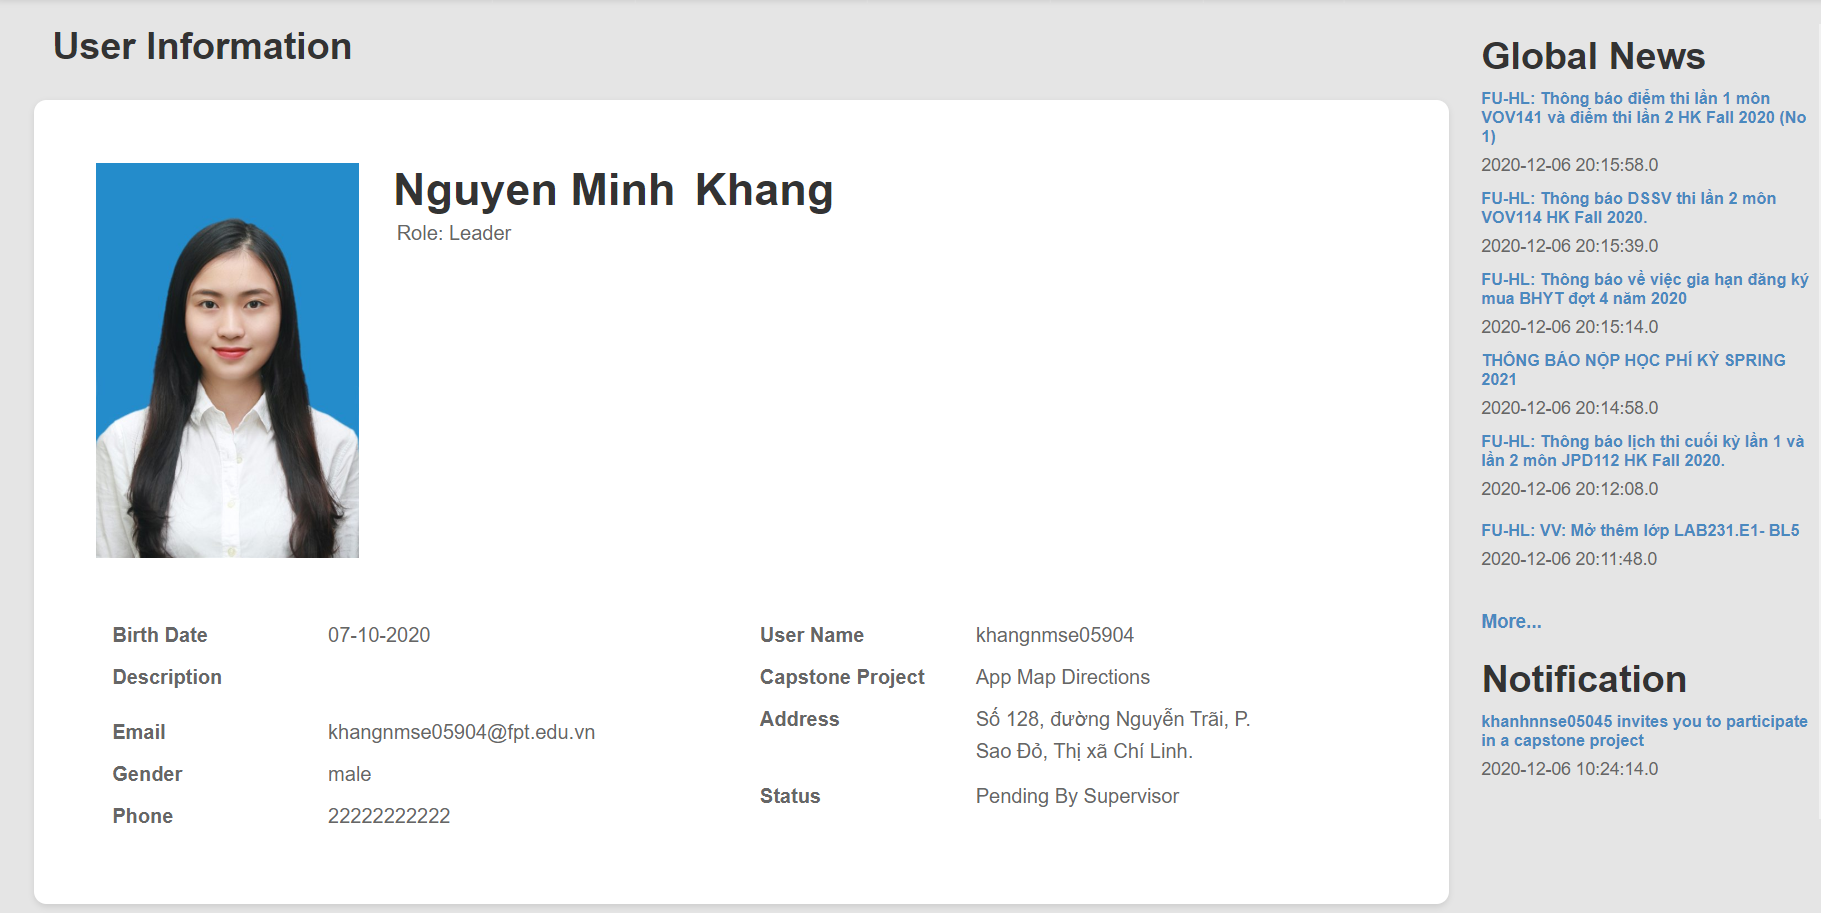 User Information
Nguyen Minh Khang
Role: Leader
Birth Date 07-10-2020
Description
Email khangnmse05904@fpt.edu.vn
Gender male
Phone 22222222222
User Name khangnmse05904
Capstone Project App Map Directions
Address Số 128, đường Nguyễn Trãi, P.
Sao Đỏ, Thị xã Chí Linh.
Status Pending By Supervisor
Global News
FU-HL: Thông báo điểm thi lần 1 môn
VOV141 và điểm thi lần 2 HK Fall 2020 (No
1)
2020-12-06 20:15:58.0
FU-HL: Thông báo DSSV thi lần 2 môn
VOV114 HK Fall 2020.
2020-12-06 20:15:39.0
FU-HL: Thông báo về việc gia hạn đăng ký
mua BHYT đợt 4 năm 2020
2020-12-06 20:15:14.0
THÔNG BÁO NỘP HỌC PHÍ KỲ SPRING
2021
2020-12-06 20:14:58.0
FU-HL: Thông báo lịch thi cuối kỳ lần 1 và
lần 2 môn JPD112 HK Fall 2020.
2020-12-06 20:12:08.0
FU-HL: VV: Mở thêm lớp LAB231.E1- BL5
2020-12-06 20:11:48.0
More...
Notification
khanhnnse05045 invites you to participate
in a capstone project
2020-12-06 10:24:14.0